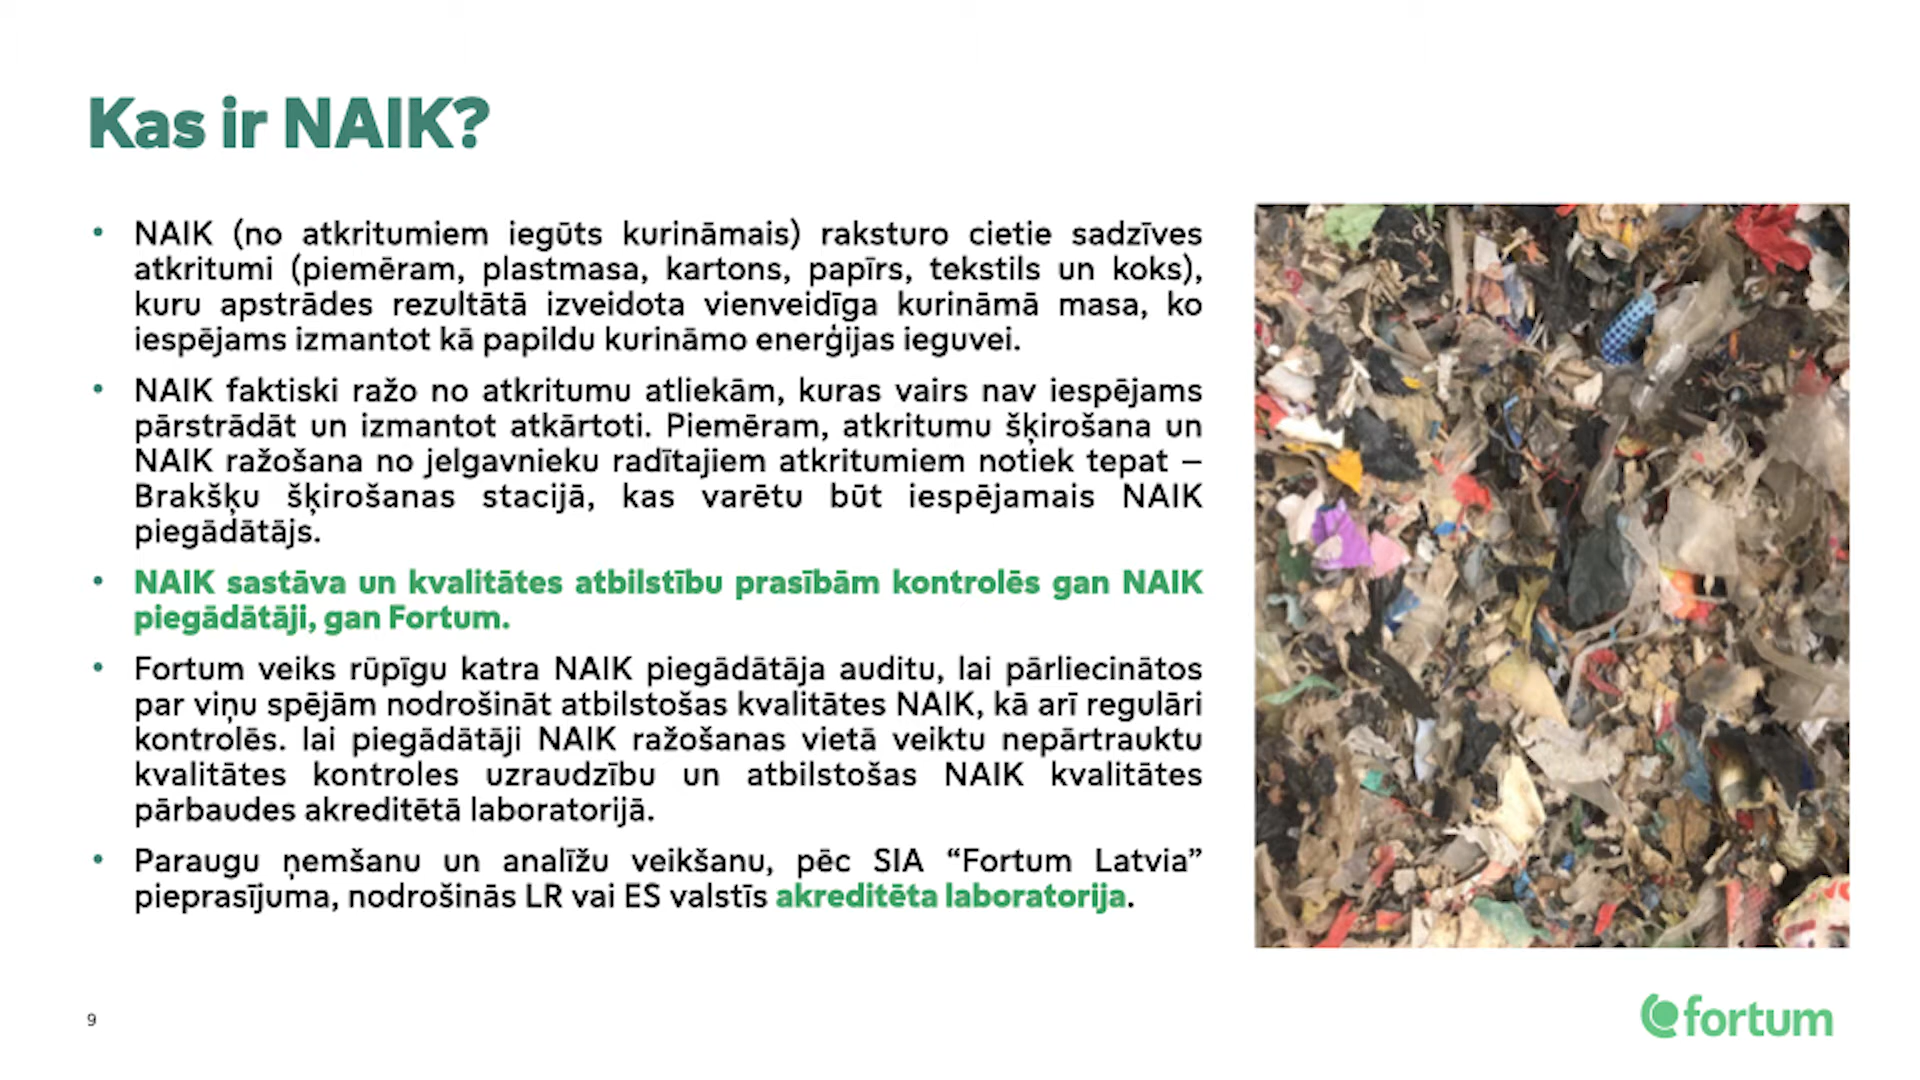 Kas ir NAIK?
• NAIK (no atkritumiem iegūts kurināmais) raksturo cietie sadzīves
atkritumi (piemēram, plastmasa, kartons, papīrs, tekstils un koks),
kuru apstrādes rezultātā izveidota vienveidīga kurināmā masa, ko
iespējams izmantot kā papildu kurināmo enerģijas ieguvei.
• NAIK faktiski ražo no atkritumu atliekām, kuras vairs nav iespējams
pārstrādāt un izmantot atkārtoti. Piemēram, atkritumu šķirošana un
NAIK ražošana no jelgavnieku radītajiem atkritumiem notiek tepat –
Brakšķu šķirošanas stacijā, kas varētu būt iespējamais NAIK
piegādātājs.
• NAIK sastāva un kvalitātes atbilstību prasībām kontrolēs gan NAIK
piegādātāji, gan Fortum.
• Fortum veiks rūpīgu katra NAIK piegādātāja auditu, lai pārliecinātos
par viņu spējām nodrošināt atbilstošas kvalitātes NAIK, kā arī regulāri
kontrolēs. lai piegādātāji NAIK ražošanas vietā veiktu nepārtrauktu
kvalitātes kontroles uzraudzību un atbilstošas NAIK kvalitātes
pārbaudes akreditētā laboratorijā.
• Paraugu ņemšanu un analīžu veikšanu, pēc SIA “Fortum Latvia”
pieprasījuma, nodrošinās LR vai ES valstīs akreditēta laboratorija.
9
fortum